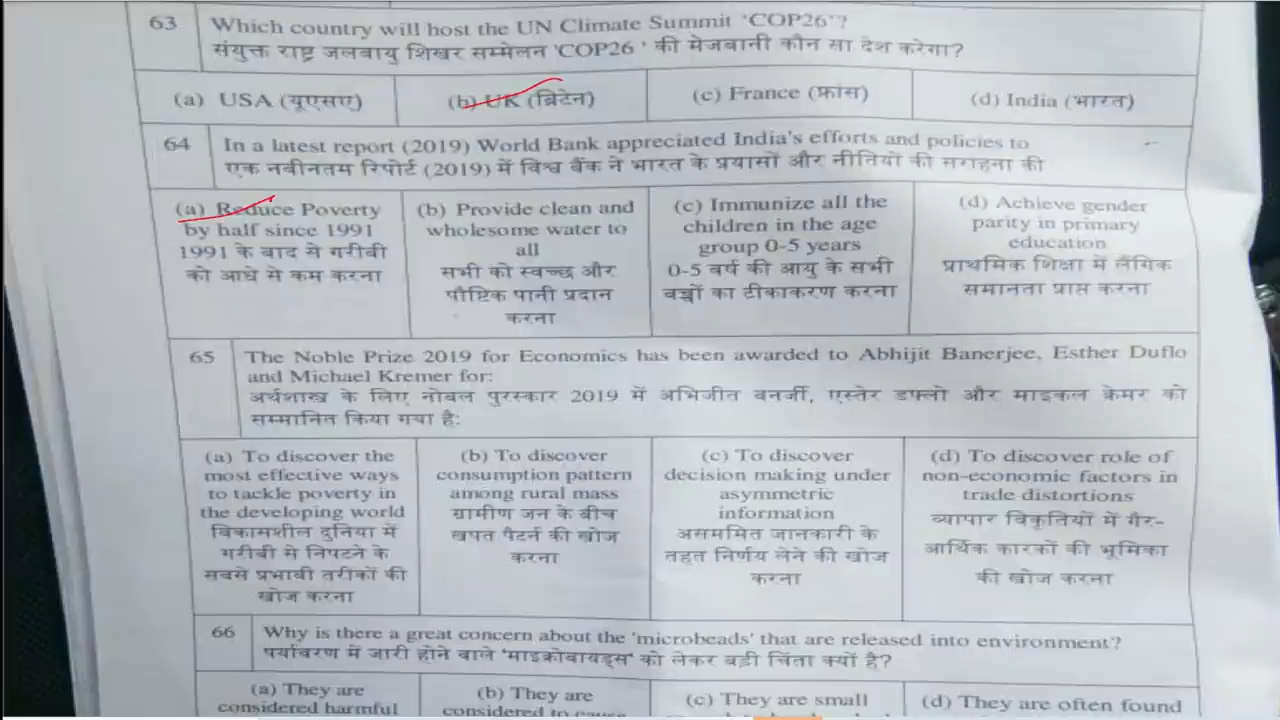 63 Which country will host the UN Climate Summit 'COP26'?
संयुक्त राष्ट्र जलवायु शिखर सम्मेलन 'COP26 ' की मेजबानी कौन सा देश करेगा?
(a) USA (यूएसए)
(b) UK (ब्रिटेन)
(c) France (फ्रांस)
(d) India (भारत)
64 In a latest report (2019) World Bank appreciated India's efforts and policies to
एक नवीनतम रिपोर्ट (2019) में विश्व बैंक ने भारत के प्रयासों और नीतियों की सराहना की
(a) Reduce Poverty
by half since 1991
1991 के बाद से गरीबी
को आधे से कम करना
(b) Provide clean and
wholesome water to
all
सभी को स्वच्छ और
पौष्टिक पानी प्रदान
करना
(c) Immunize all the
children in the age
group 0-5 years
0-5 वर्ष की आयु के सभी
बच्चों का टीकाकरण करना
(d) Achieve gender
parity in primary
education
प्राथमिक शिक्षा में लैंगिक
समानता प्राप्त करना
65 The Noble Prize 2019 for Economics has been awarded to Abhijit Banerjee, Esther Duflo
and Michael Kremer for:
अर्थशास्त्र के लिए नोबल पुरस्कार 2019 में अभिजीत बनर्जी, एस्तेर डफ्लो और माइकल क्रेमर को
सम्मानित किया गया है:
(a) To discover the
most effective ways
to tackle poverty in
the developing world
विकासशील दुनिया में
गरीबी से निपटने के
सबसे प्रभावी तरीकों की
खोज करना
(b) To discover
consumption pattern
among rural mass
ग्रामीण जन के बीच
खपत पैटर्न की खोज
करना
(c) To discover
decision making under
asymmetric
information
असममित जानकारी के
तहत निर्णय लेने की खोज
करना
(d) To discover role of
non-economic factors in
trade distortions
व्यापार विकृतियों में गैर-
आर्थिक कारकों की भूमिका
की खोज करना
66 Why is there a great concern about the 'microbeads' that are released into environment?
पर्यावरण में जारी होने वाले 'माइक्रोबायड्स' को लेकर बड़ी चिंता क्यों है?
(a) They are
considered harmful
(b) They are
considered to cause
(c) They are small
(d) They are often found